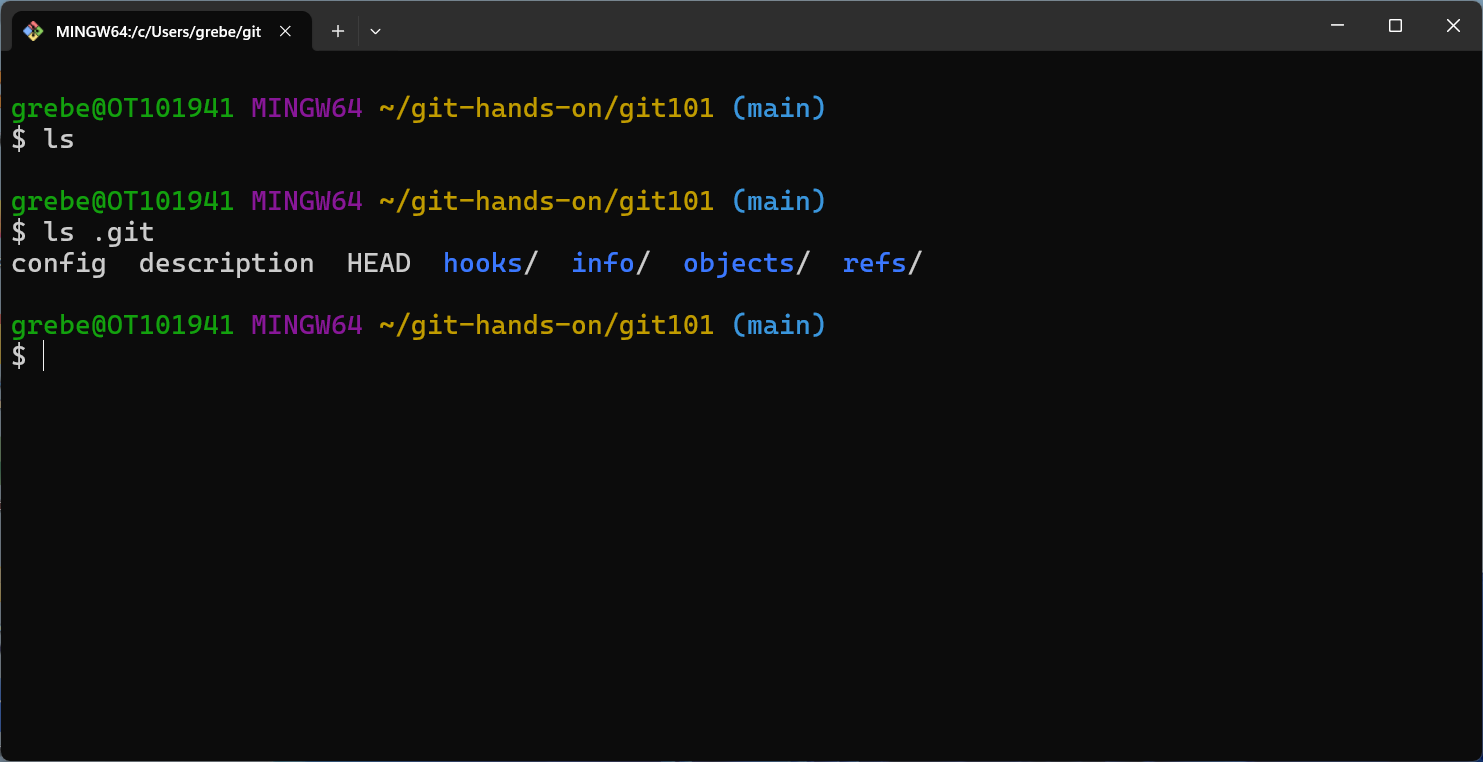 MINGW64:/c/Users/grebe/git
grebe@OT101941 MINGW64 ~/git-hands-on/git101 (main)
$ ls
grebe@OT101941 MINGW64 ~/git-hands-on/git101 (main)
$ ls .git
config  description  HEAD  hooks/  info/  objects/  refs/
grebe@OT101941 MINGW64 ~/git-hands-on/git101 (main)
$